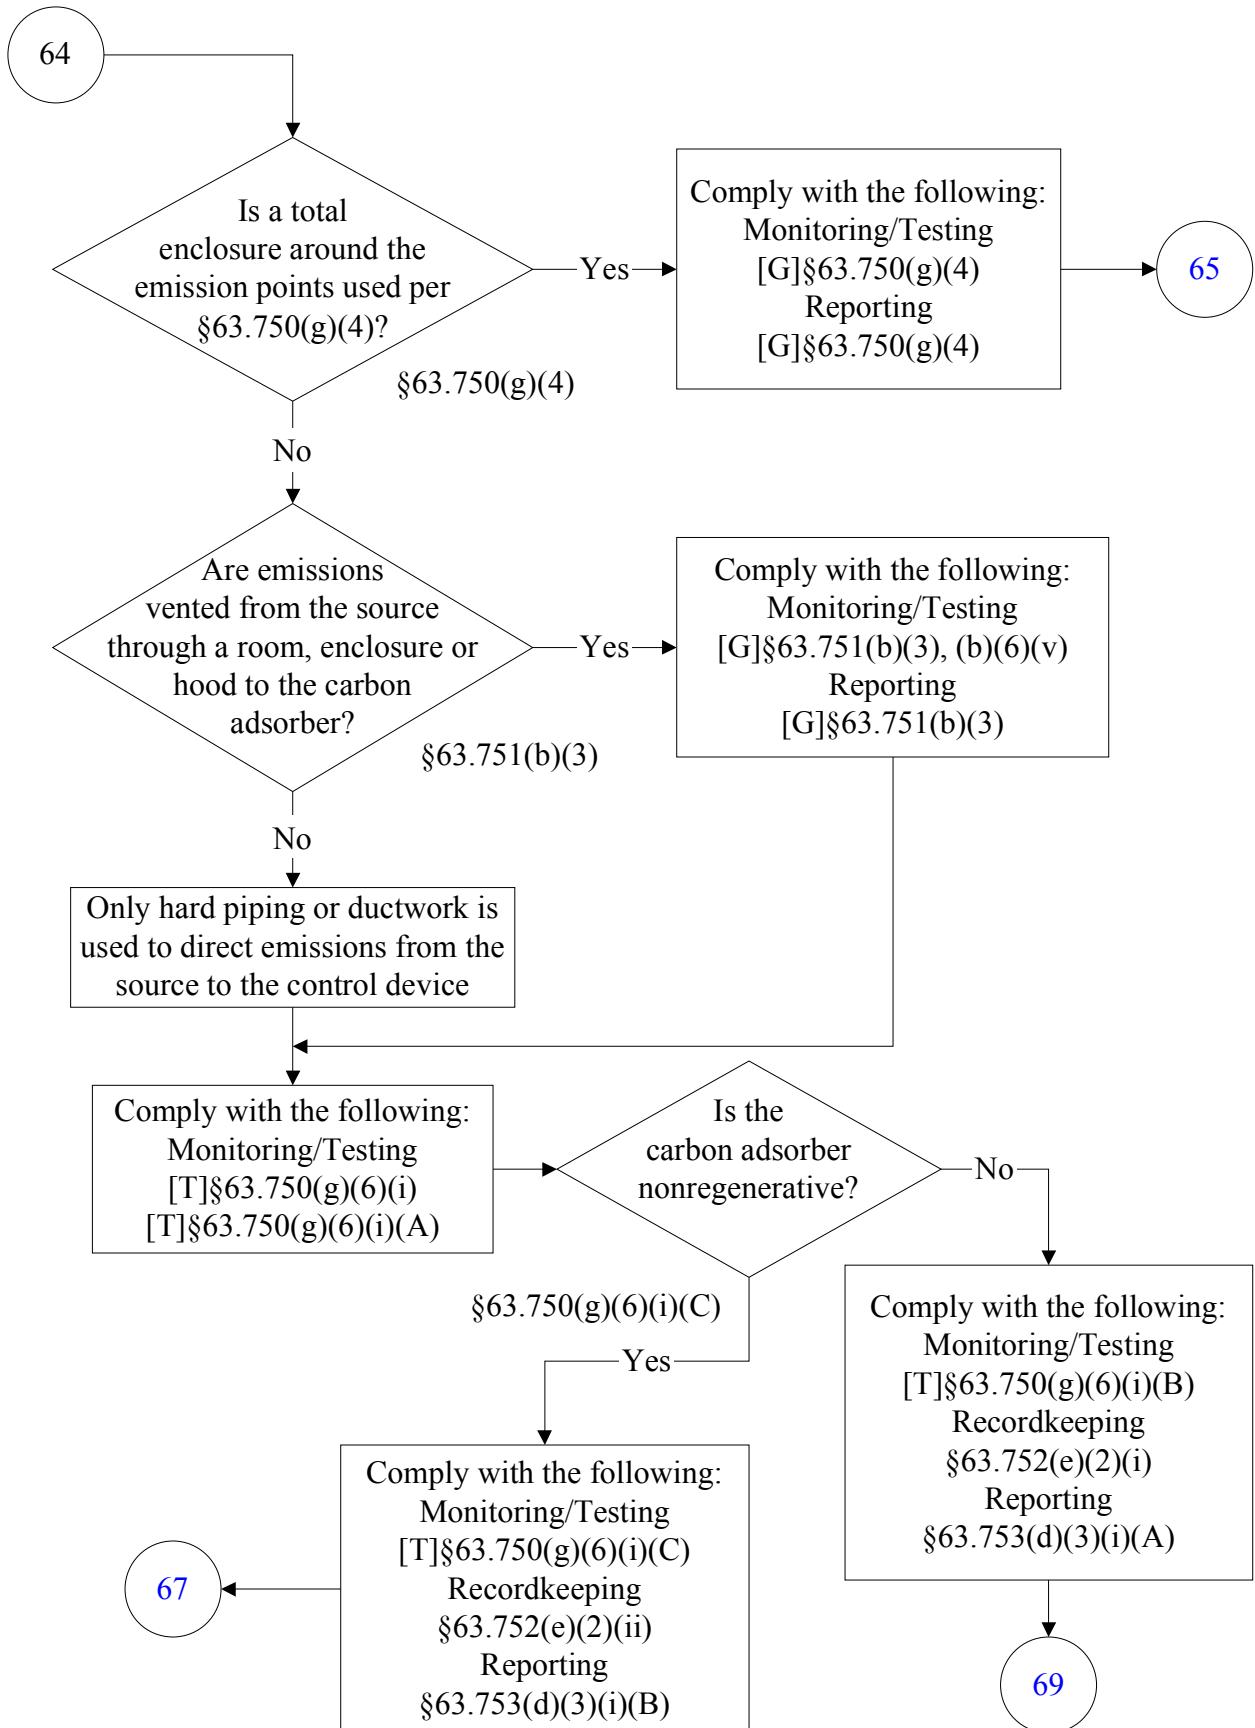 64
Is a total
enclosure around the
emission points used per
§63.750(g)(4)?
§63.750(g)(4)
Yes
Comply with the following:
Monitoring/Testing
[G]§63.750(g)(4)
Reporting
[G]§63.750(g)(4)
65
No
Are emissions
vented from the source
through a room, enclosure or
hood to the carbon
adsorber?
§63.751(b)(3)
Yes
Comply with the following:
Monitoring/Testing
[G]§63.751(b)(3), (b)(6)(v)
Reporting
[G]§63.751(b)(3)
No
Only hard piping or ductwork is
used to direct emissions from the
source to the control device
Comply with the following:
Monitoring/Testing
[T]§63.750(g)(6)(i)
[T]§63.750(g)(6)(i)(A)
Is the
carbon adsorber
nonregenerative?
§63.750(g)(6)(i)(C)
No
Comply with the following:
Monitoring/Testing
[T]§63.750(g)(6)(i)(B)
Recordkeeping
§63.752(e)(2)(i)
Reporting
§63.753(d)(3)(i)(A)
69
Yes
Comply with the following:
Monitoring/Testing
[T]§63.750(g)(6)(i)(C)
Recordkeeping
§63.752(e)(2)(ii)
Reporting
§63.753(d)(3)(i)(B)
67